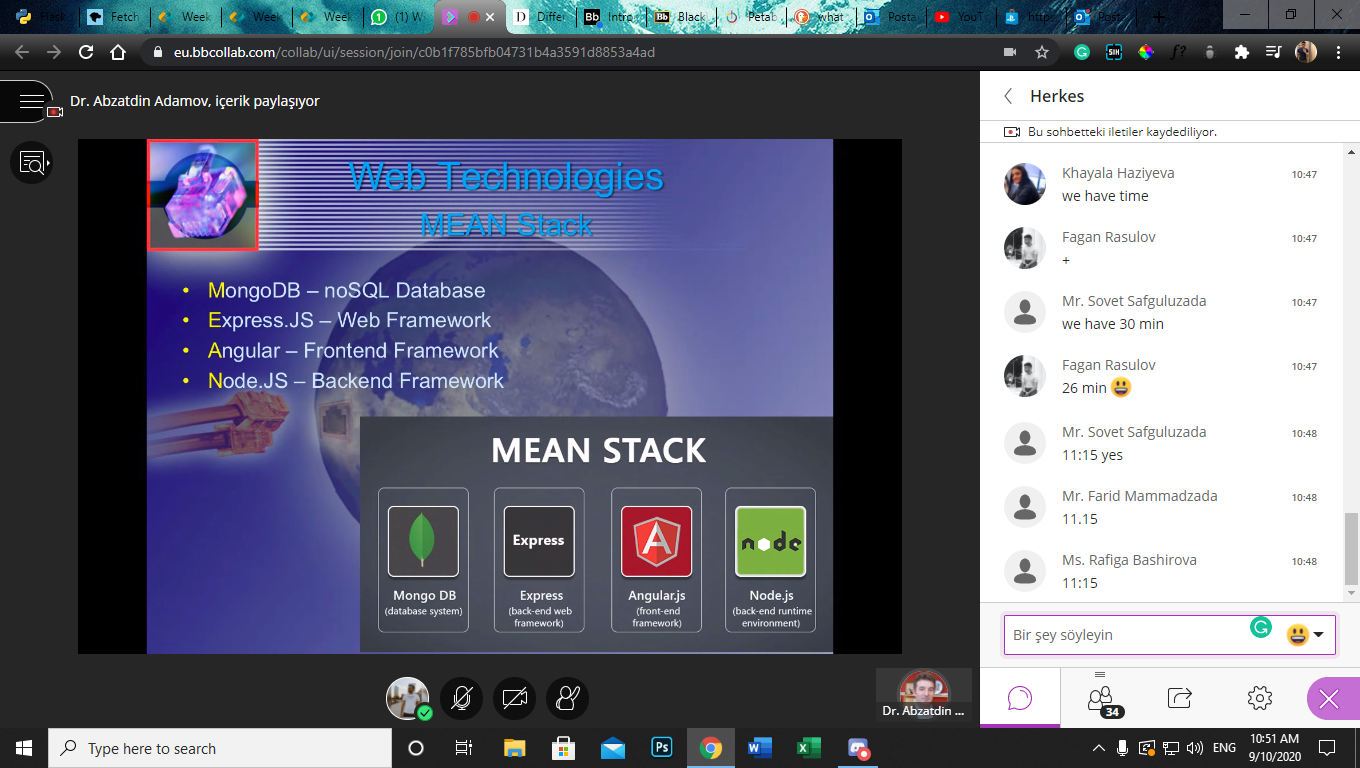 Flask
Fetch
Week
Week
Week
(1) W
Differ
Intro
Black
Petab
what
Posta
YouT
https
Posta
eu.bbcollab.com/collab/ui/session/join/c0b1f785bfb04731b4a3591d8853a4ad
Dr. Abzatdin Adamov, içerik paylaşıyor
Web Technologies
MEAN Stack
• MongoDB – noSQL Database
• Express.JS – Web Framework
• Angular – Frontend Framework
• Node.JS – Backend Framework
MEAN STACK
Express
node
Mongo DB
(database system)
Express
(back-end web
framework)
Angular.js
(front-end
framework)
Node.js
(back-end runtime
environment)
Dr. Abzatdin ...
Herkes
Bu sohbetteki iletiler kaydediliyor.
Khayala Haziyeva 10:47
we have time
Fagan Rasulov 10:47
+
Mr. Sovet Safguluzada 10:47
we have 30 min
Fagan Rasulov 10:47
26 min 😃
Mr. Sovet Safguluzada 10:48
11:15 yes
Mr. Farid Mammadzada 10:48
11.15
Ms. Rafiga Bashirova 10:48
11:15
Bir şey söyleyin
34
Type here to search
ENG
10:51 AM
9/10/2020